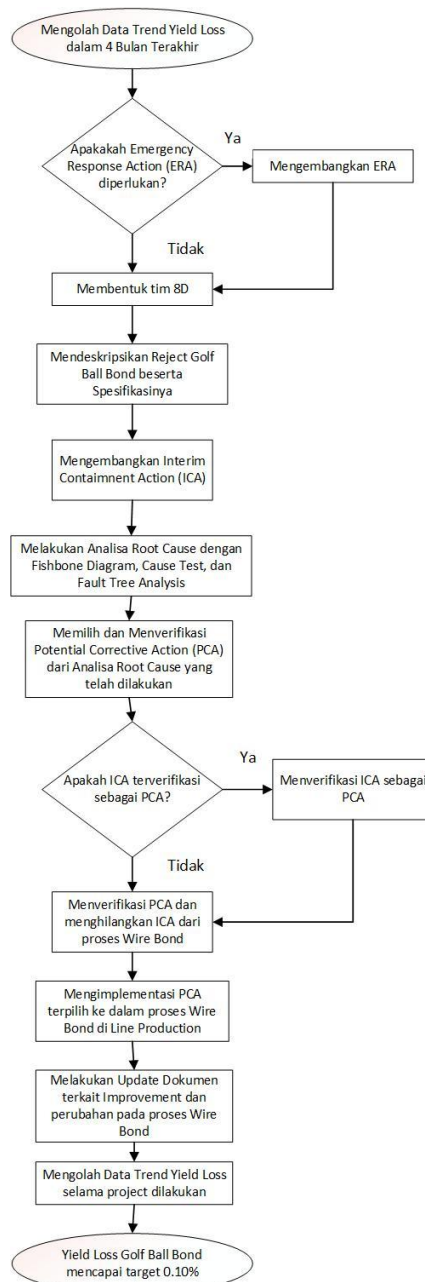 Mengolah Data Trend Yield Loss
dalam 4 Bulan Terakhir
Apakakah Emergency
Response Action (ERA)
diperlukan?
Ya
Mengembangkan ERA
Tidak
Membentuk tim 8D
Mendeskripsikan Reject Golf
Ball Bond beserta
Spesifikasinya
Mengembangkan Interim
Contaimnent Action (ICA)
Melakukan Analisa Root Cause dengan
Fishbone Diagram, Cause Test, dan
Fault Tree Analysis
Memilih dan Menverifikasi
Potential Corrective Action (PCA)
dari Analisa Root Cause yang
telah dilakukan
Apakah ICA terverifikasi
sebagai PCA?
Ya
Menverifikasi ICA sebagai
PCA
Tidak
Menverifikasi PCA dan
menghilangkan ICA dari
proses Wire Bond
Mengimplementasi PCA
terpilih ke dalam proses Wire
Bond di Line Production
Melakukan Update Dokumen
terkait Improvement dan
perubahan pada proses Wire
Bond
Mengolah Data Trend Yield Loss
selama project dilakukan
Yield Loss Golf Ball Bond
mencapai target 0.10%